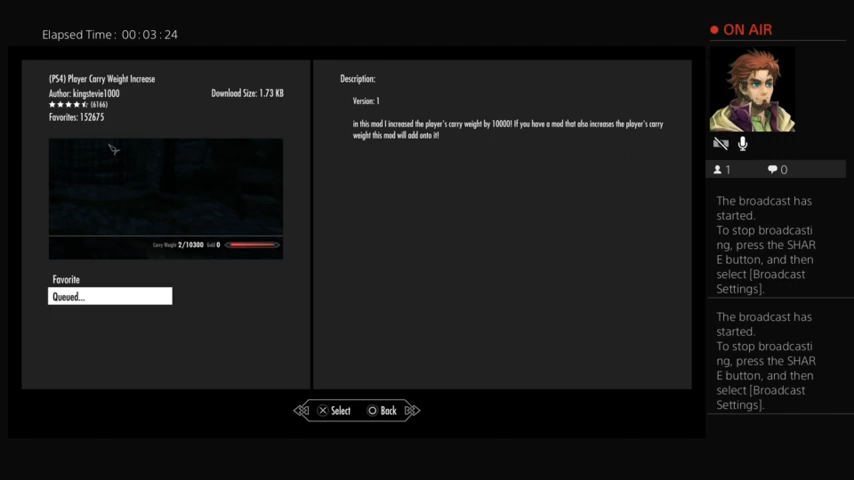 Elapsed Time: 00:03:24
ON AIR
(PS4) Player Carry Weight Increase
Author: kingstevie1000
Download Size: 1.73 KB
(6166)
Favorites: 152675
Carry Weight 2/10300 Gold 0
Favorite
Queued...
Description:
Version: 1
in this mod I increased the player's carry weight by 10000! If you have a mod that also increases the player's carry
weight this mod will add onto it!
Select
Back
1
0
The broadcast has
started.
To stop broadcasti
ng, press the SHAR
E button, and then
select [Broadcast
Settings].
The broadcast has
started.
To stop broadcasti
ng, press the SHAR
E button, and then
select [Broadcast
Settings].